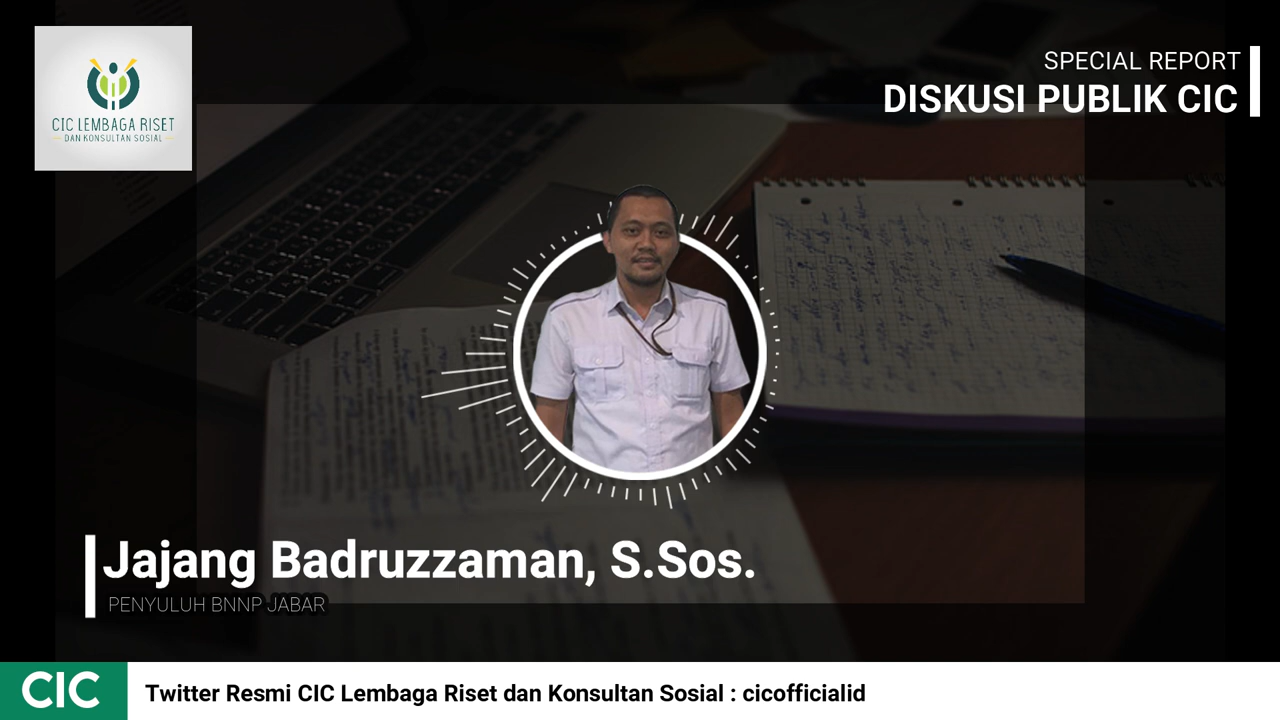 CIC LEMBAGA RISET
DAN KONSULTAN SOSIAL
SPECIAL REPORT
DISKUSI PUBLIK CIC
Jajang Badruzzaman, S.Sos.
PENYULUH BNNP JABAR
CIC
Twitter Resmi CIC Lembaga Riset dan Konsultan Sosial : cicofficialid